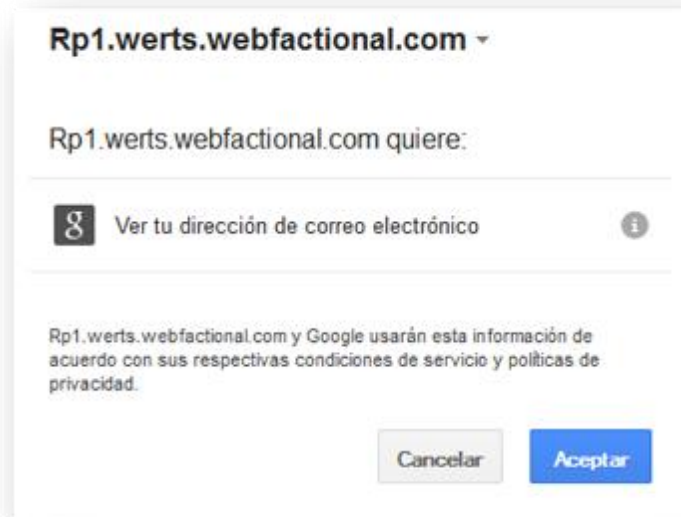 Rp1.werts.webfactional.com
Rp1.werts.webfactional.com quiere:
g Ver tu dirección de correo electrónico i
Rp1.werts.webfactional.com y Google usarán esta información de
acuerdo con sus respectivas condiciones de servicio y políticas de
privacidad.
Cancelar Aceptar